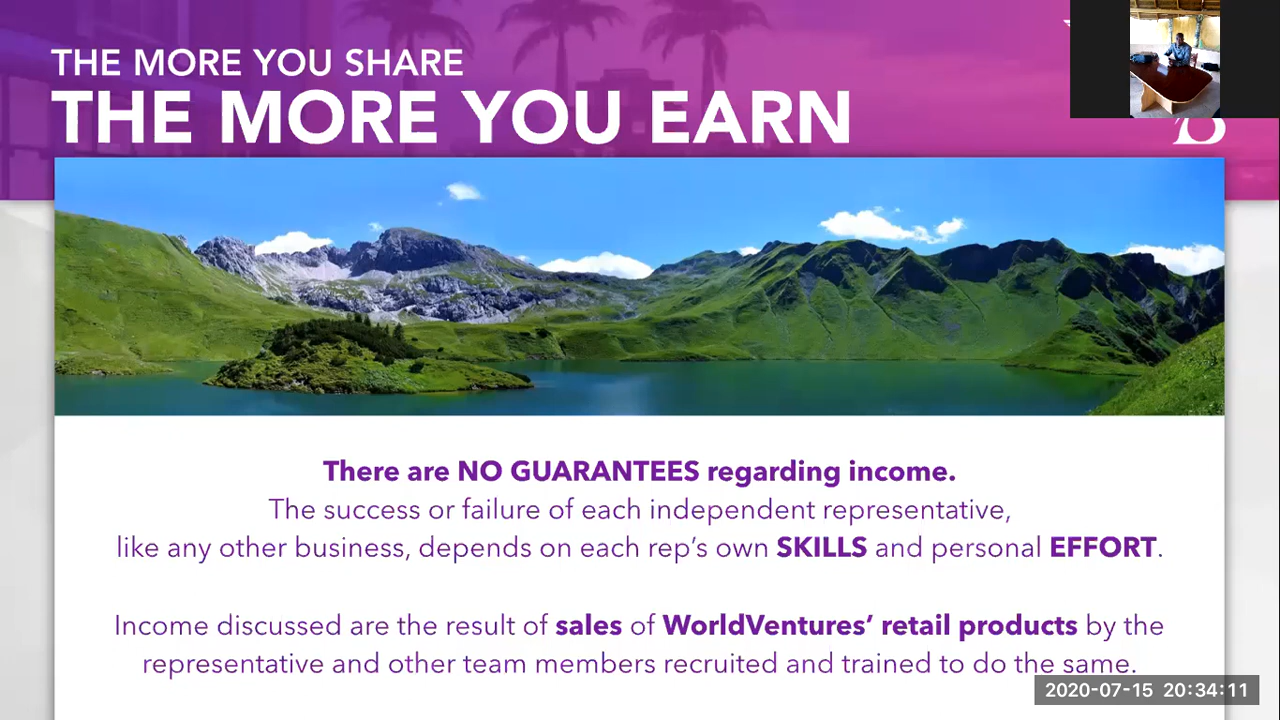 THE MORE YOU SHARE
THE MORE YOU EARN
There are NO GUARANTEES regarding income.
The success or failure of each independent representative,
like any other business, depends on each rep's own SKILLS and personal EFFORT.
Income discussed are the result of sales of WorldVentures' retail products by the
representative and other team members recruited and trained to do the same.
2020-07-15 20:34:11